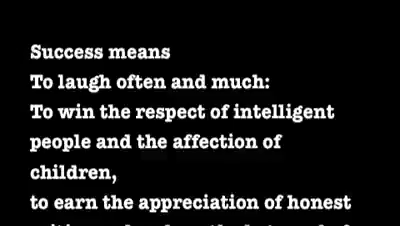 Success means
To laugh often and much:
To win the respect of intelligent
people and the affection of
children,
to earn the appreciation of honest